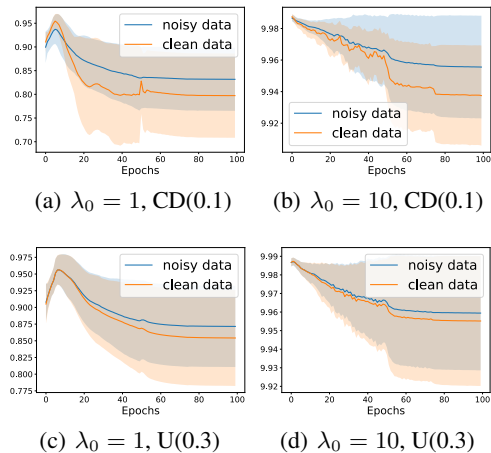 0.95
0.90
0.85
0.80
0.75
0.70
0 20 40 60 80 100
Epochs
noisy data
clean data
(a) λ₀ = 1, CD(0.1)
9.98
9.96
9.94
9.92
0 20 40 60 80 100
Epochs
noisy data
clean data
(b) λ₀ = 10, CD(0.1)
0.975
0.950
0.925
0.900
0.875
0.850
0.825
0.800
0.775
0 20 40 60 80 100
Epochs
noisy data
clean data
(c) λ₀ = 1, U(0.3)
9.99
9.98
9.97
9.96
9.95
9.94
9.93
9.92
0 20 40 60 80 100
Epochs
noisy data
clean data
(d) λ₀ = 10, U(0.3)